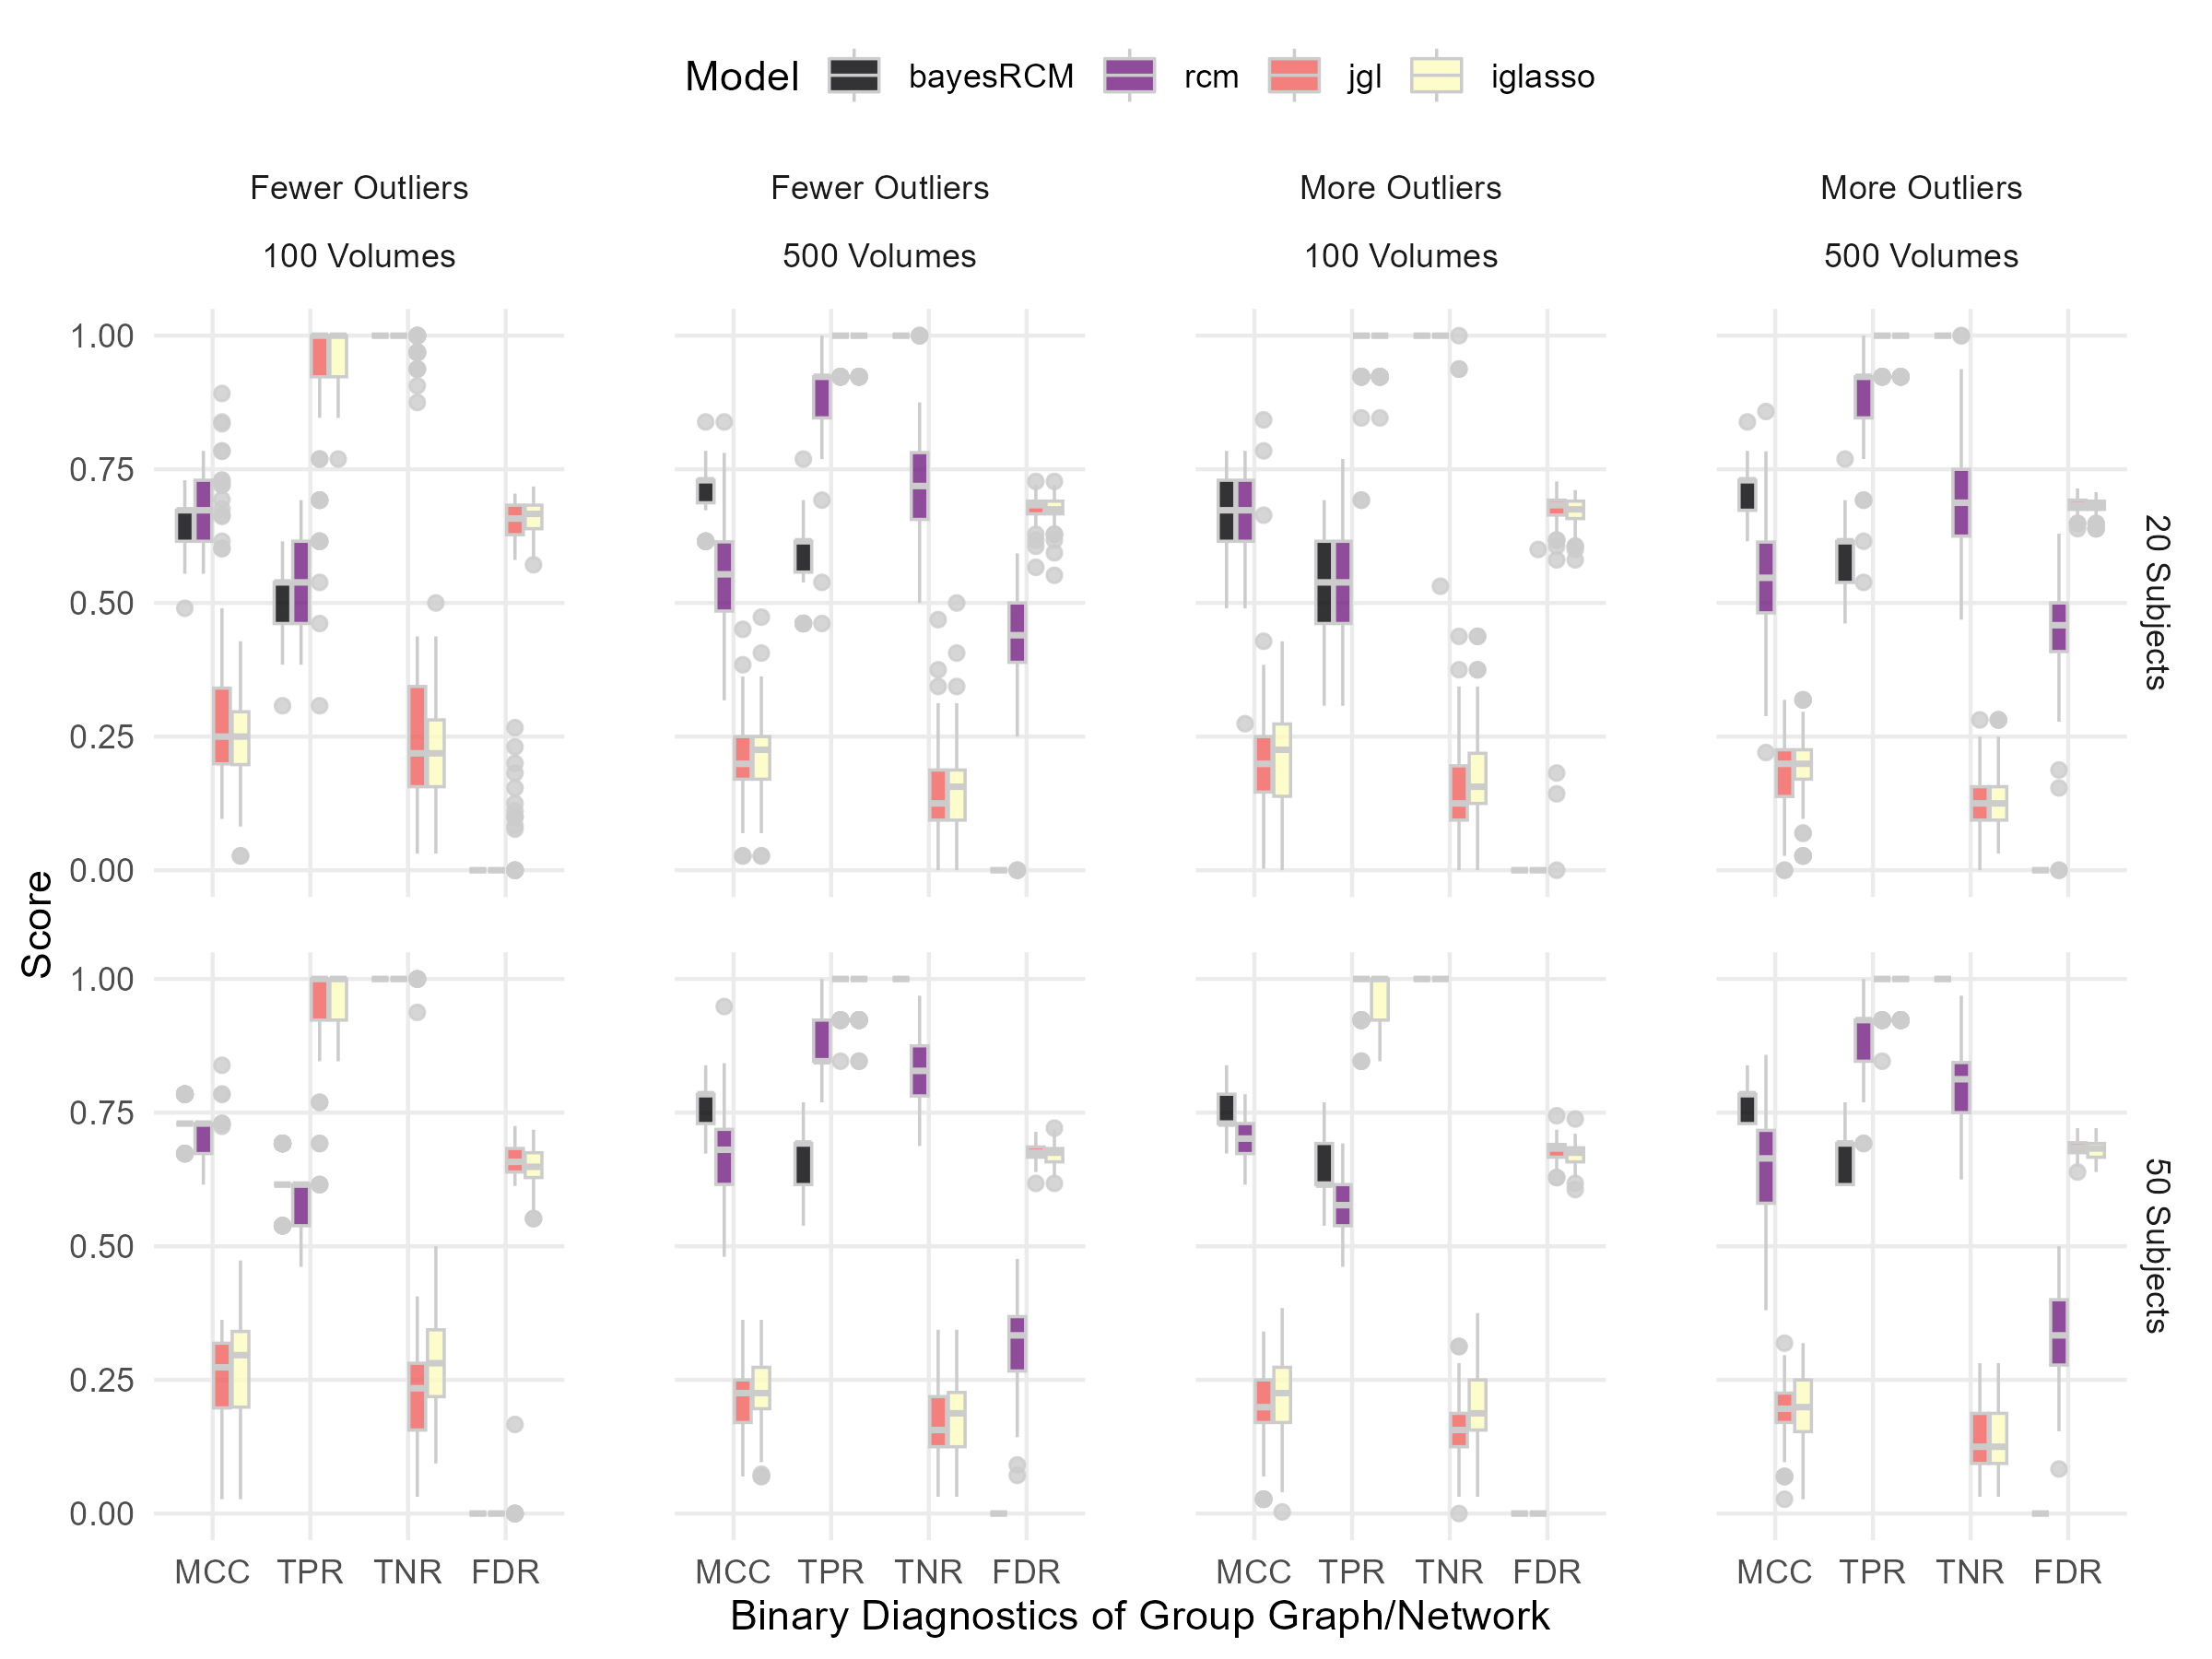 Model bayesRCM rcm jgl iglasso
Fewer Outliers Fewer Outliers More Outliers More Outliers
100 Volumes 500 Volumes 100 Volumes 500 Volumes
1.00
0.75
0.50
0.25
0.00
20 Subjects
Score
1.00
0.75
0.50
0.25
0.00
50 Subjects
MCC TPR TNR FDR MCC TPR TNR FDR MCC TPR TNR FDR MCC TPR TNR FDR
Binary Diagnostics of Group Graph/Network